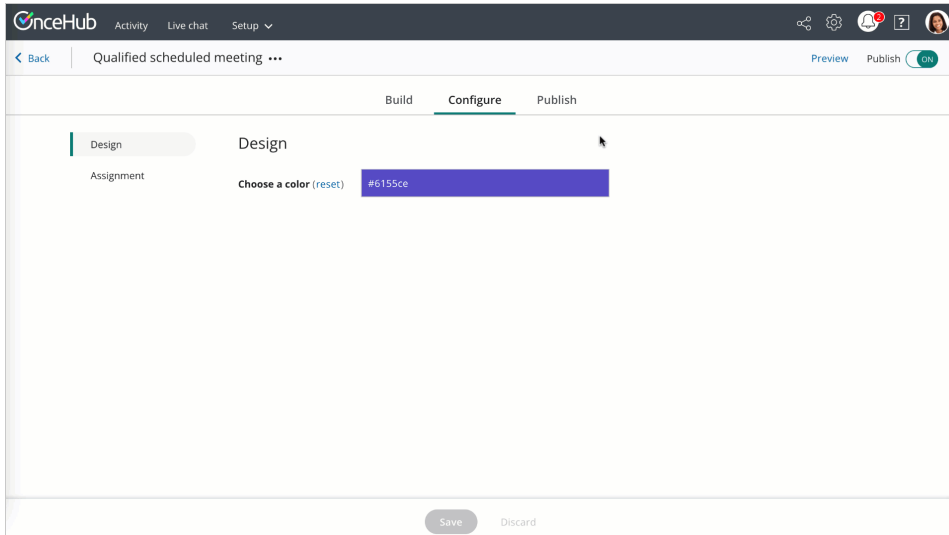 OnceHub Activity Live chat Setup 2 ?
Back Qualified scheduled meeting ••• Preview Publish ON
Build Configure Publish
Design Design
Assignment
Choose a color (reset) #6155ce
Save Discard